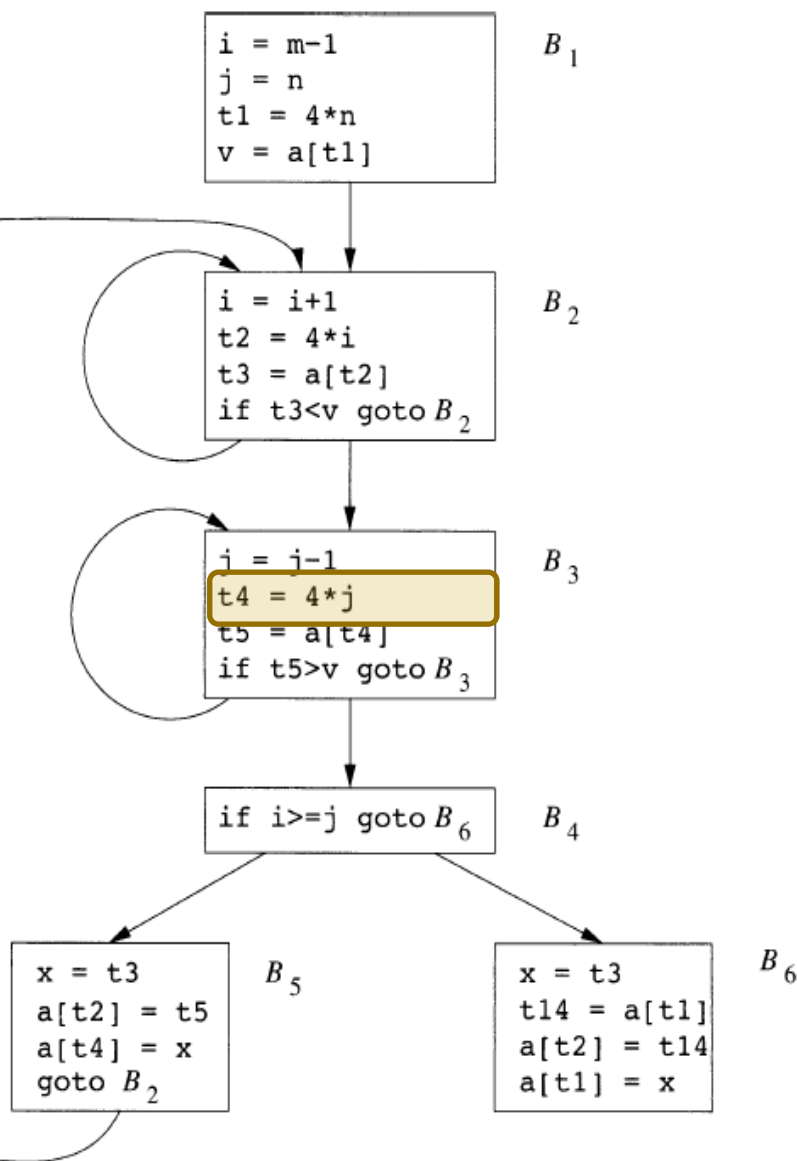 i = m-1
j = n
t1 = 4*n
v = a[t1]
B1
i = i+1
t2 = 4*i
t3 = a[t2]
if t3<v goto B2
B2
j = j-1
t4 = 4*j
t5 = a[t4]
if t5>v goto B3
B3
if i>=j goto B6
B4
x = t3
a[t2] = t5
a[t4] = x
goto B2
B5
x = t3
t14 = a[t1]
a[t2] = t14
a[t1] = x
B6